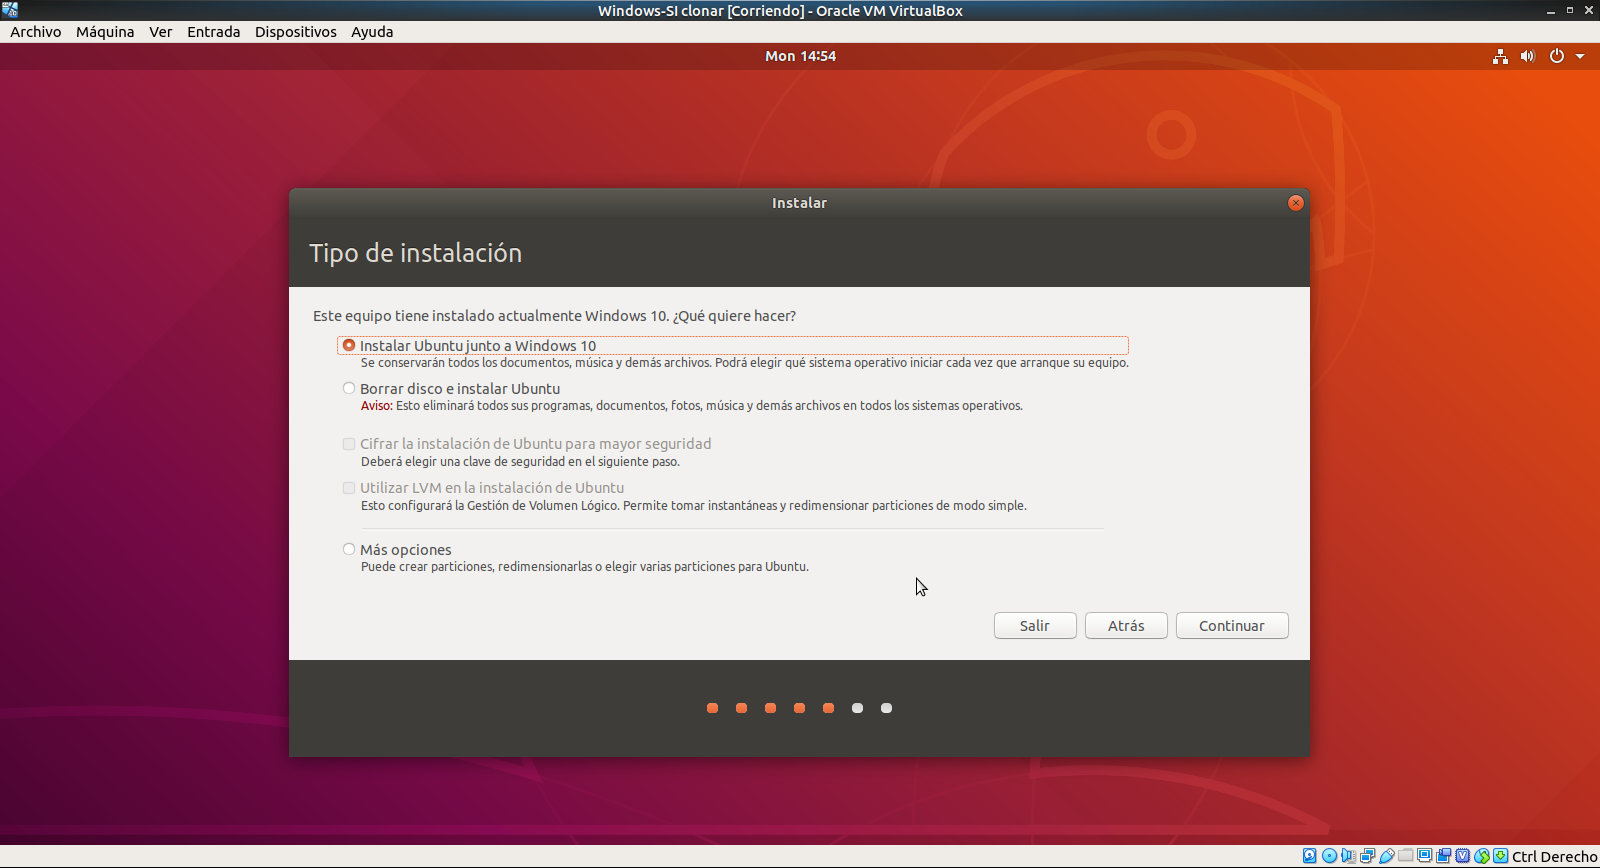 Windows-SI clonar [Corriendo] - Oracle VM VirtualBox
Archivo Máquina Ver Entrada Dispositivos Ayuda
Mon 14:54
Instalar
Tipo de instalación
Este equipo tiene instalado actualmente Windows 10. ¿Qué quiere hacer?
Instalar Ubuntu junto a Windows 10
Se conservarán todos los documentos, música y demás archivos. Podrá elegir qué sistema operativo iniciar cada vez que arranque su equipo.
Borrar disco e instalar Ubuntu
Aviso: Esto eliminará todos sus programas, documentos, fotos, música y demás archivos en todos los sistemas operativos.
Cifrar la instalación de Ubuntu para mayor seguridad
Deberá elegir una clave de seguridad en el siguiente paso.
Utilizar LVM en la instalación de Ubuntu
Esto configurará la Gestión de Volumen Lógico. Permite tomar instantáneas y redimensionar particiones de modo simple.
Más opciones
Puede crear particiones, redimensionarlas o elegir varias particiones para Ubuntu.
Salir Atrás Continuar
Ctrl Derecho